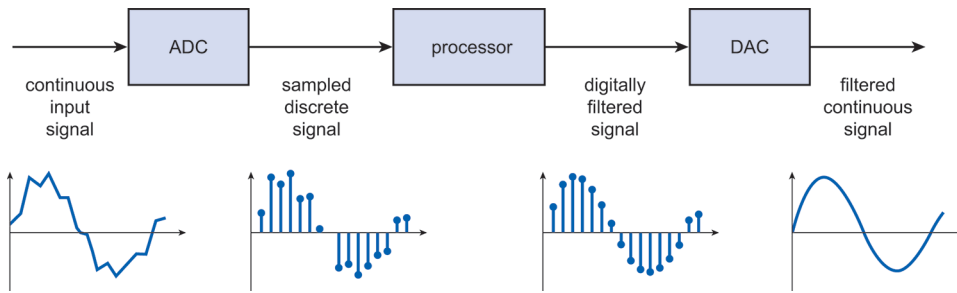 ADC
processor
DAC
continuous
input
signal
sampled
discrete
signal
digitally
filtered
signal
filtered
continuous
signal